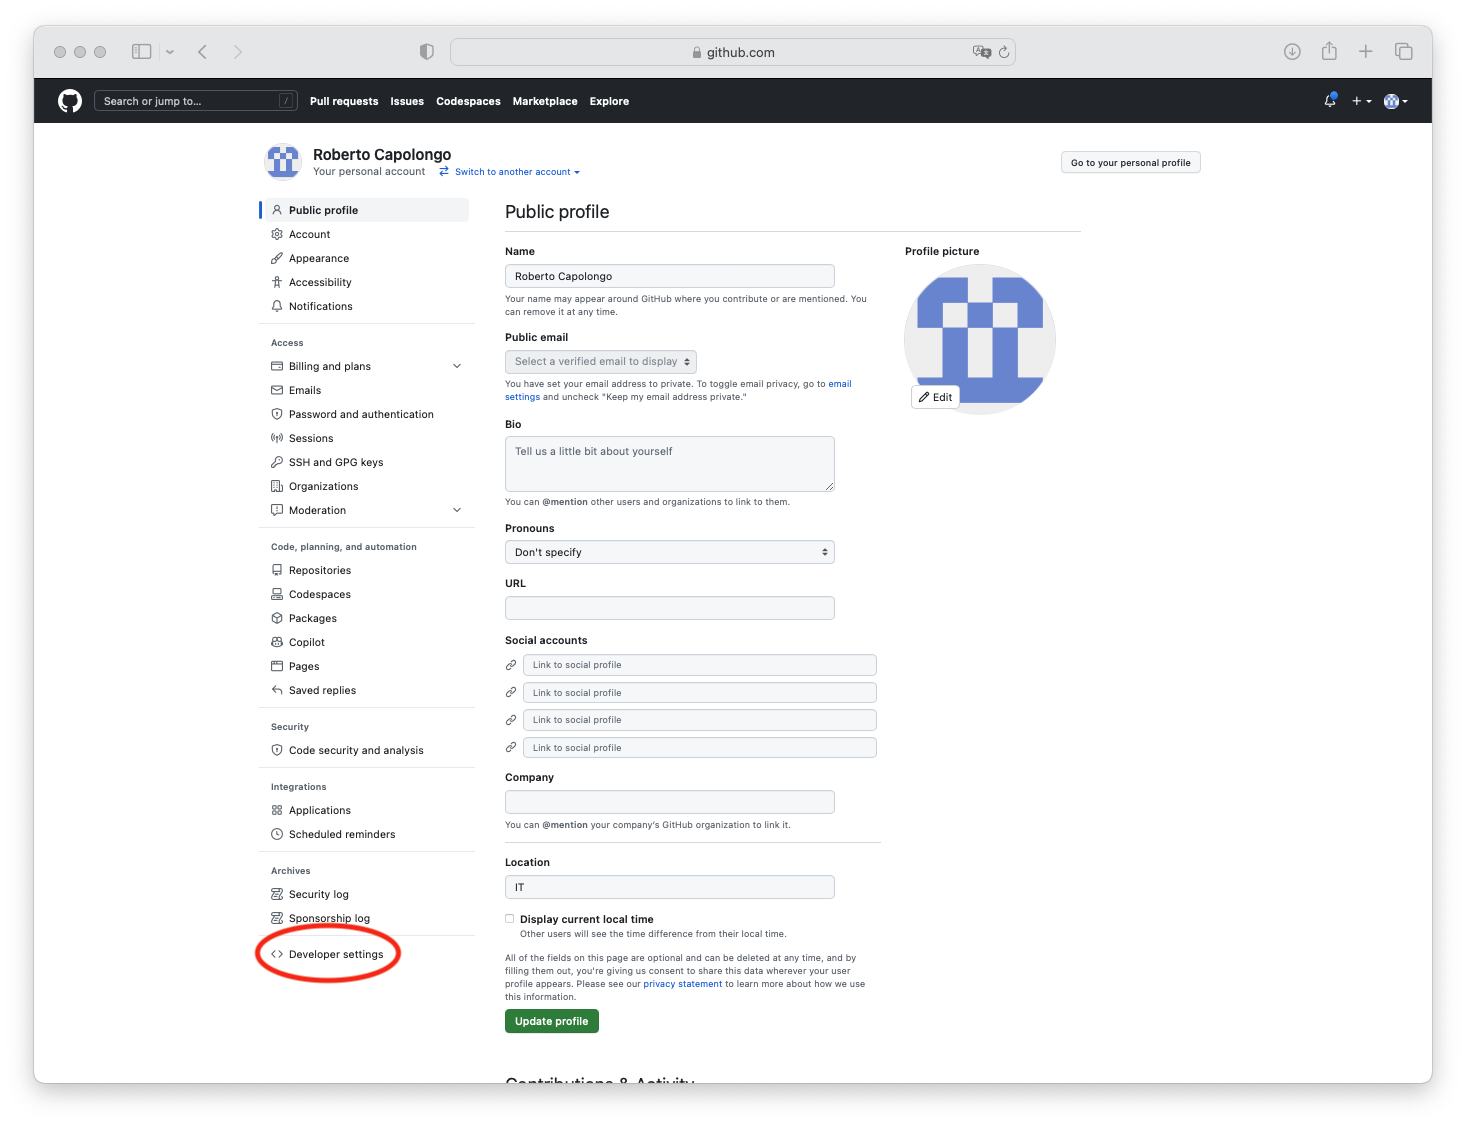 github.com
Search or jump to... /
Pull requests Issues Codespaces Marketplace Explore
Roberto Capolongo
Your personal account Switch to another account
Go to your personal profile
Public profile
Account
Appearance
Accessibility
Notifications
Access
Billing and plans
Emails
Password and authentication
Sessions
SSH and GPG keys
Organizations
Moderation
Code, planning, and automation
Repositories
Codespaces
Packages
Copilot
Pages
Saved replies
Security
Code security and analysis
Integrations
Applications
Scheduled reminders
Archives
Security log
Sponsorship log
Developer settings
Public profile
Name
Roberto Capolongo
Your name may appear around GitHub where you contribute or are mentioned. You
can remove it at any time.
Public email
Select a verified email to display
You have set your email address to private. To toggle email privacy, go to email
settings and uncheck "Keep my email address private."
Bio
Tell us a little bit about yourself
You can @mention other users and organizations to link to them.
Pronouns
Don't specify
URL
Social accounts
Link to social profile
Link to social profile
Link to social profile
Link to social profile
Company
You can @mention your company's GitHub organization to link it.
Location
IT
Display current local time
Other users will see the time difference from their local time.
All of the fields on this page are optional and can be deleted at any time, and by
filling them out, you're giving us consent to share this data wherever your user
profile appears. Please see our privacy statement to learn more about how we use
this information.
Update profile
Contributions & Activity
Profile picture
Edit